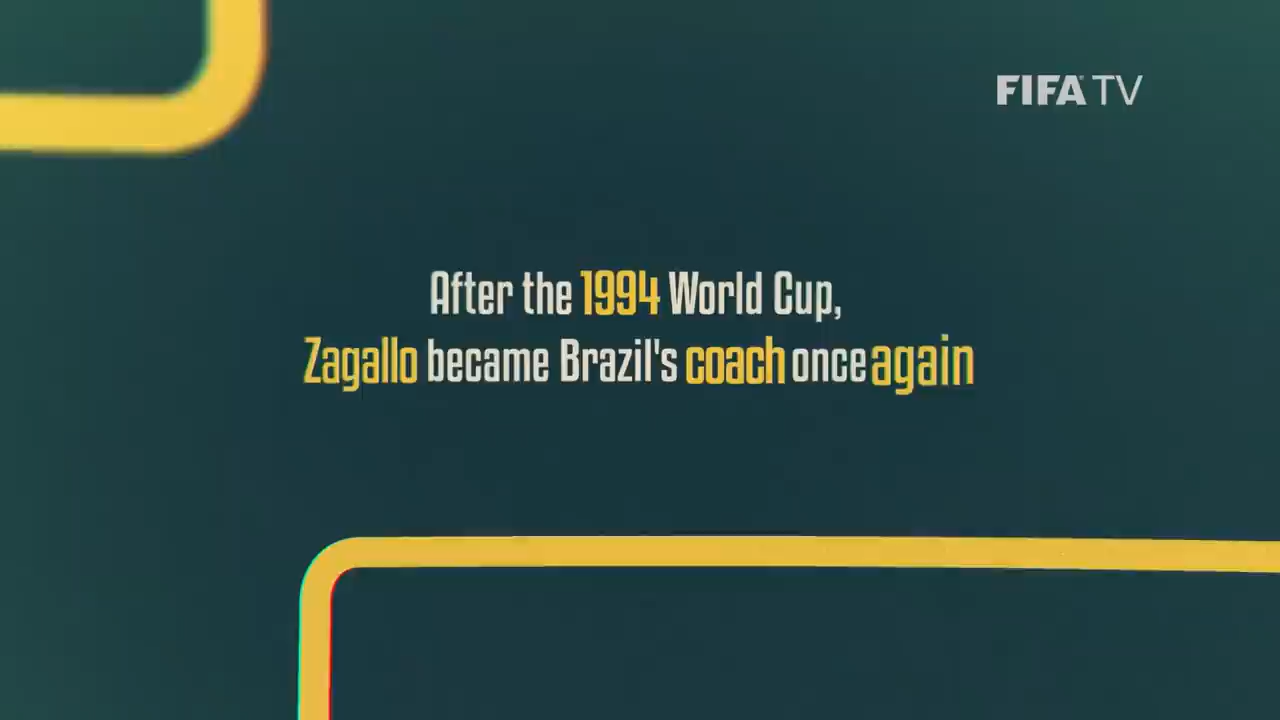 FIFA TV
After the 1994 World Cup,
Zagallo became Brazil's coach once again